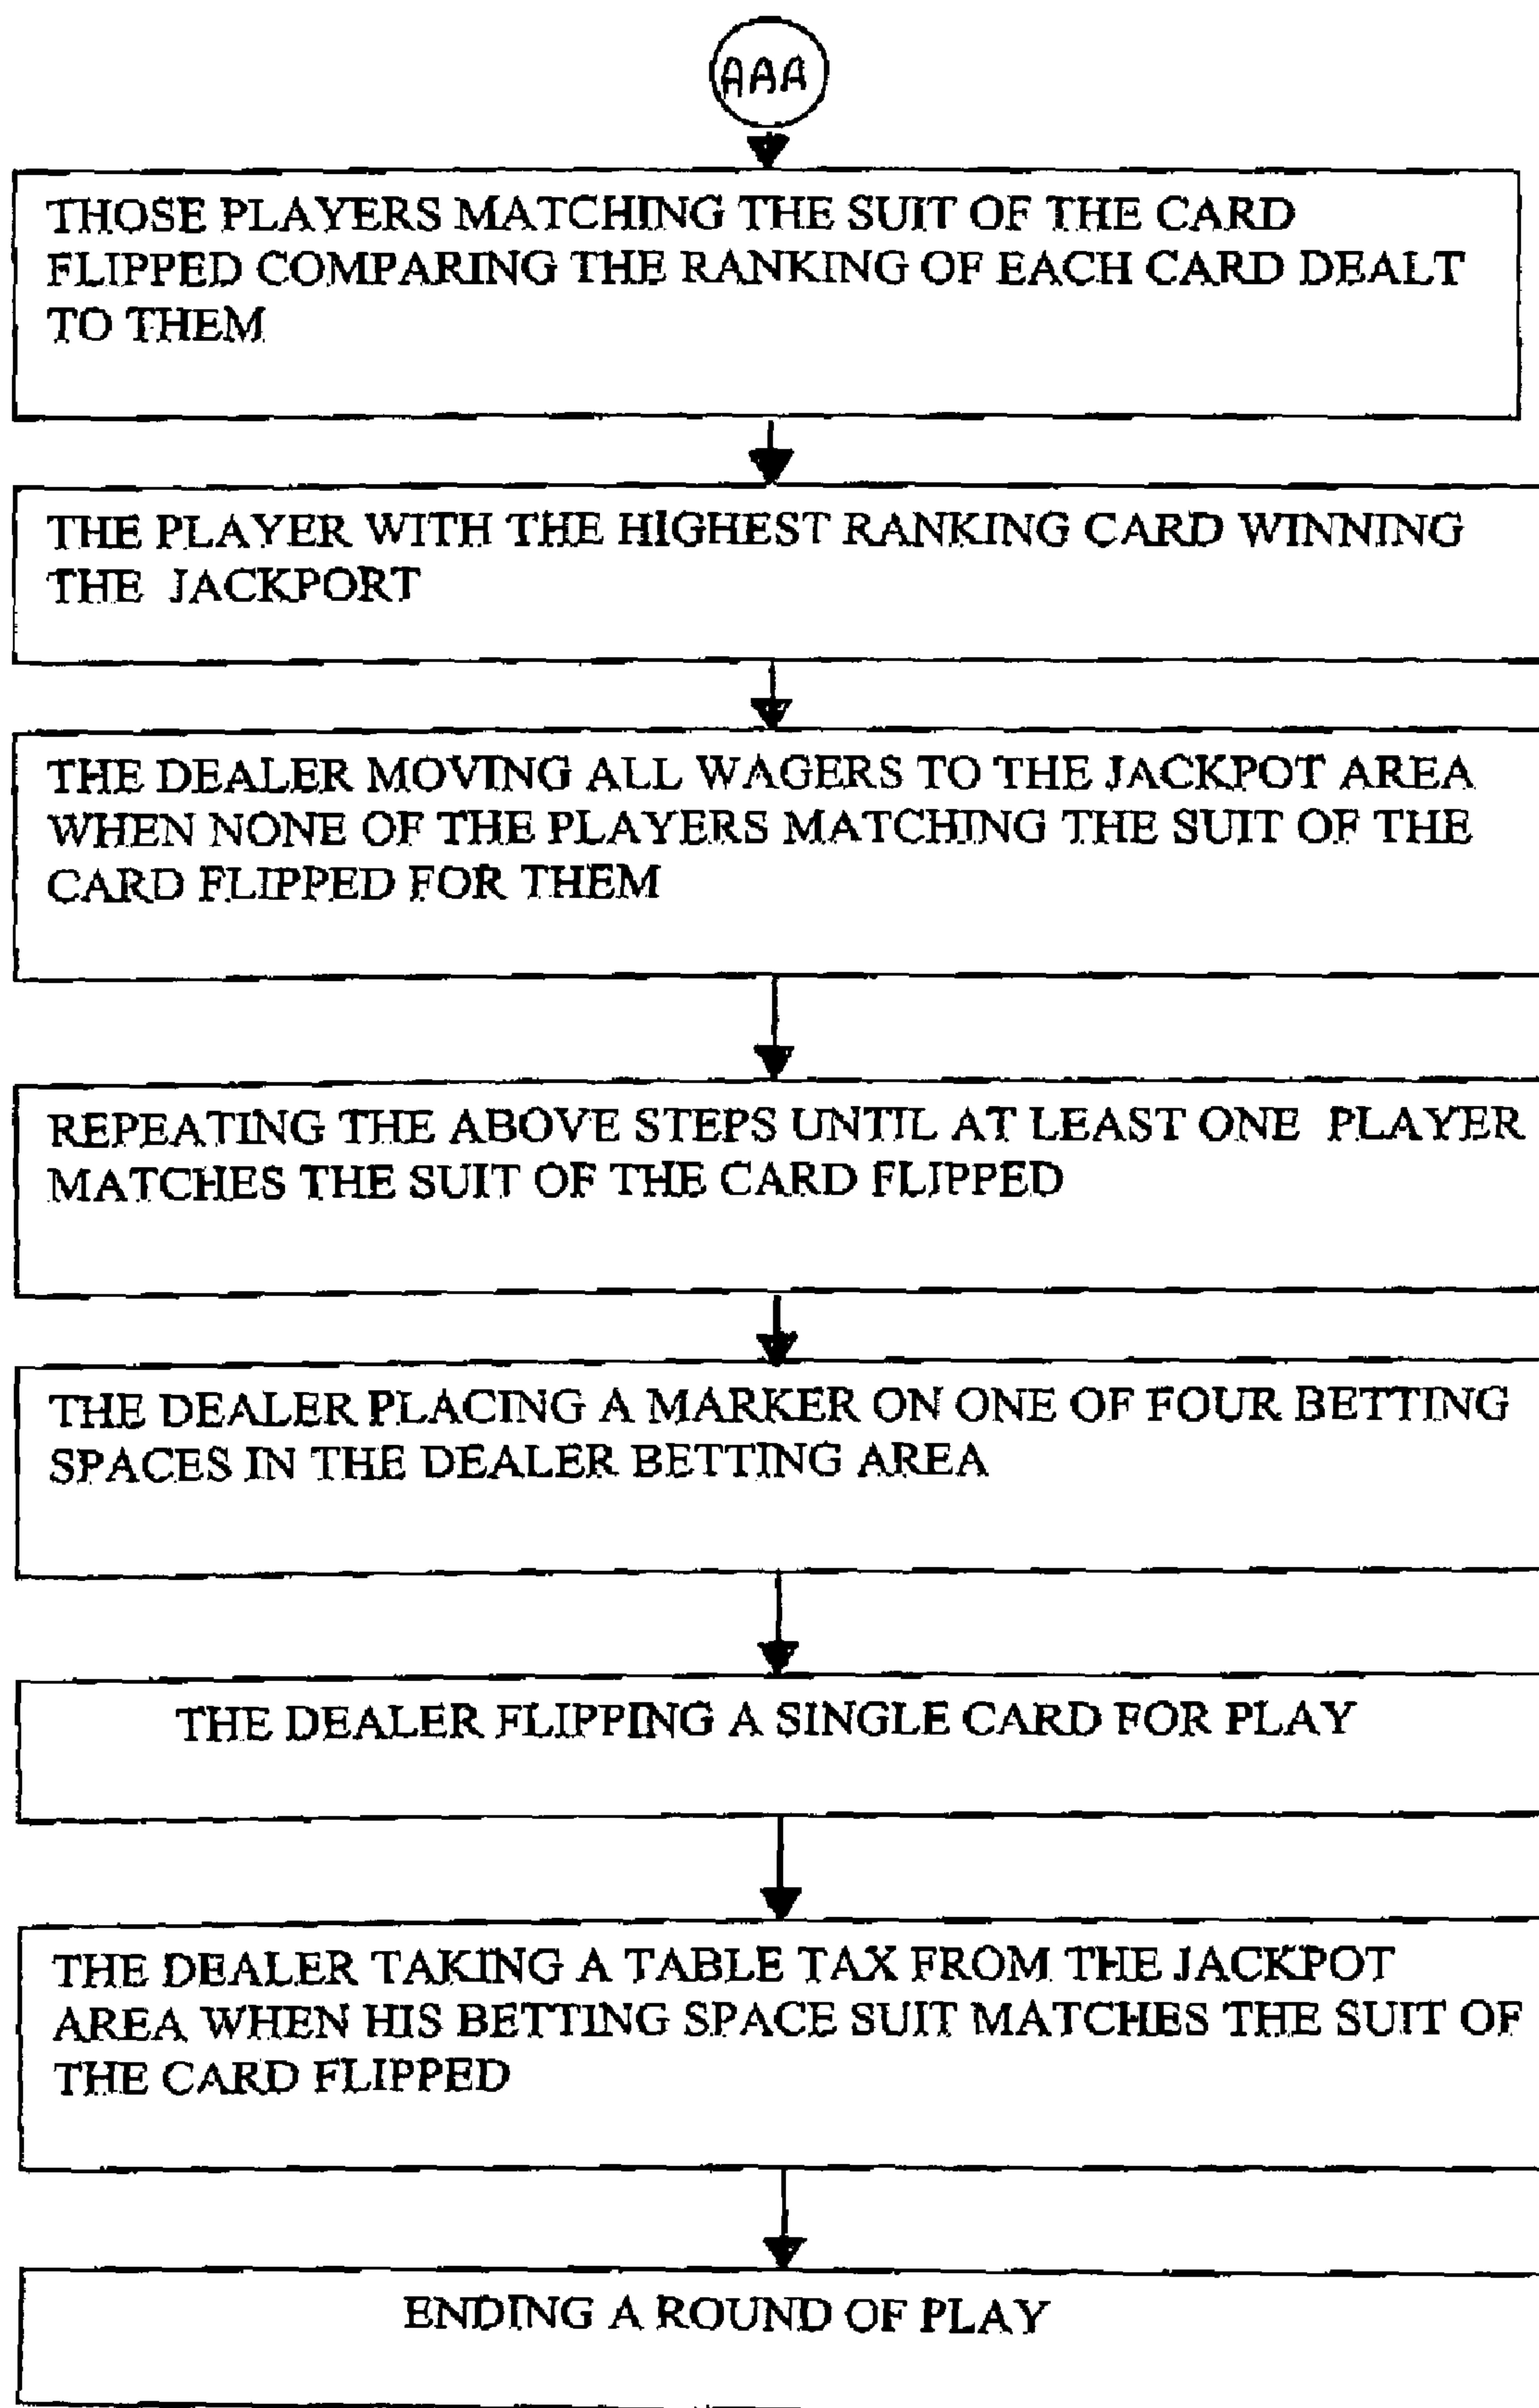 AAA
THOSE PLAYERS MATCHING THE SUIT OF THE CARD
FLIPPED COMPARING THE RANKING OF EACH CARD DEALT
TO THEM
THE PLAYER WITH THE HIGHEST RANKING CARD WINNING
THE JACKPORT
THE DEALER MOVING ALL WAGERS TO THE JACKPOT AREA
WHEN NONE OF THE PLAYERS MATCHING THE SUIT OF THE
CARD FLIPPED FOR THEM
REPEATING THE ABOVE STEPS UNTIL AT LEAST ONE PLAYER
MATCHES THE SUIT OF THE CARD FLIPPED
THE DEALER PLACING A MARKER ON ONE OF FOUR BETTING
SPACES IN THE DEALER BETTING AREA
THE DEALER FLIPPING A SINGLE CARD FOR PLAY
THE DEALER TAKING A TABLE TAX FROM THE JACKPOT
AREA WHEN HIS BETTING SPACE SUIT MATCHES THE SUIT OF
THE CARD FLIPPED
ENDING A ROUND OF PLAY